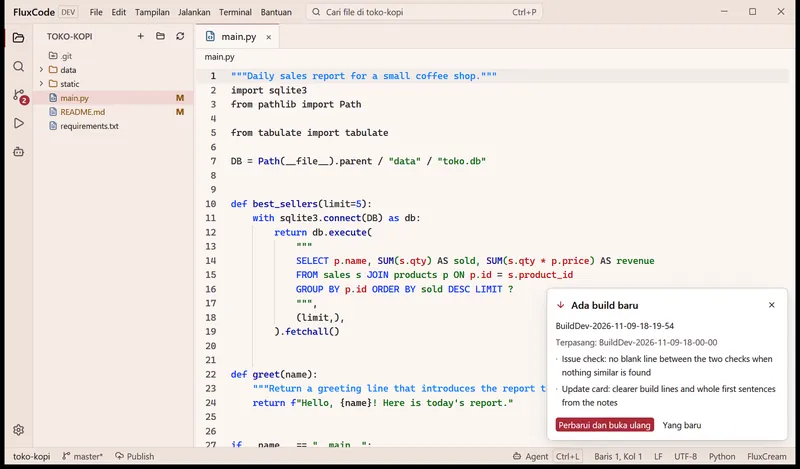 FluxCode DEV File Edit Tampilan Jalankan Terminal Bantuan Cari file di toko-kopi Ctrl+P
TOKO-KOPI
.git
data
static
main.py M
README.md M
requirements.txt
2
main.py
main.py
1 """Daily sales report for a small coffee shop."""
2 import sqlite3
3 from pathlib import Path
4
5 from tabulate import tabulate
6
7 DB = Path(__file__).parent / "data" / "toko.db"
8
9
10 def best_sellers(limit=5):
11 with sqlite3.connect(DB) as db:
12 return db.execute(
13 """
14 SELECT p.name, SUM(s.qty) AS sold, SUM(s.qty * p.price) AS revenue
15 FROM sales s JOIN products p ON p.id = s.product_id
16 GROUP BY p.id ORDER BY sold DESC LIMIT ?
17 """,
18 (limit,),
19 ).fetchall()
20
21
22 def greet(name):
23 """Return a greeting line that introduces the report t
24 return f"Hello, {name}! Here is today's report."
25
26
27 if __name__ == "__main__":
Ada build baru
BuildDev-2026-11-09-18-19-54
Terpasang: BuildDev-2026-11-09-18-00-00
· Issue check: no blank line between the two checks when
nothing similar is found
· Update card: clearer build lines and whole first sentences
from the notes
Perbarui dan buka ulang Yang baru
toko-kopi master* Publish Agent Ctrl+L Baris 1, Kol 1 LF UTF-8 Python FluxCream